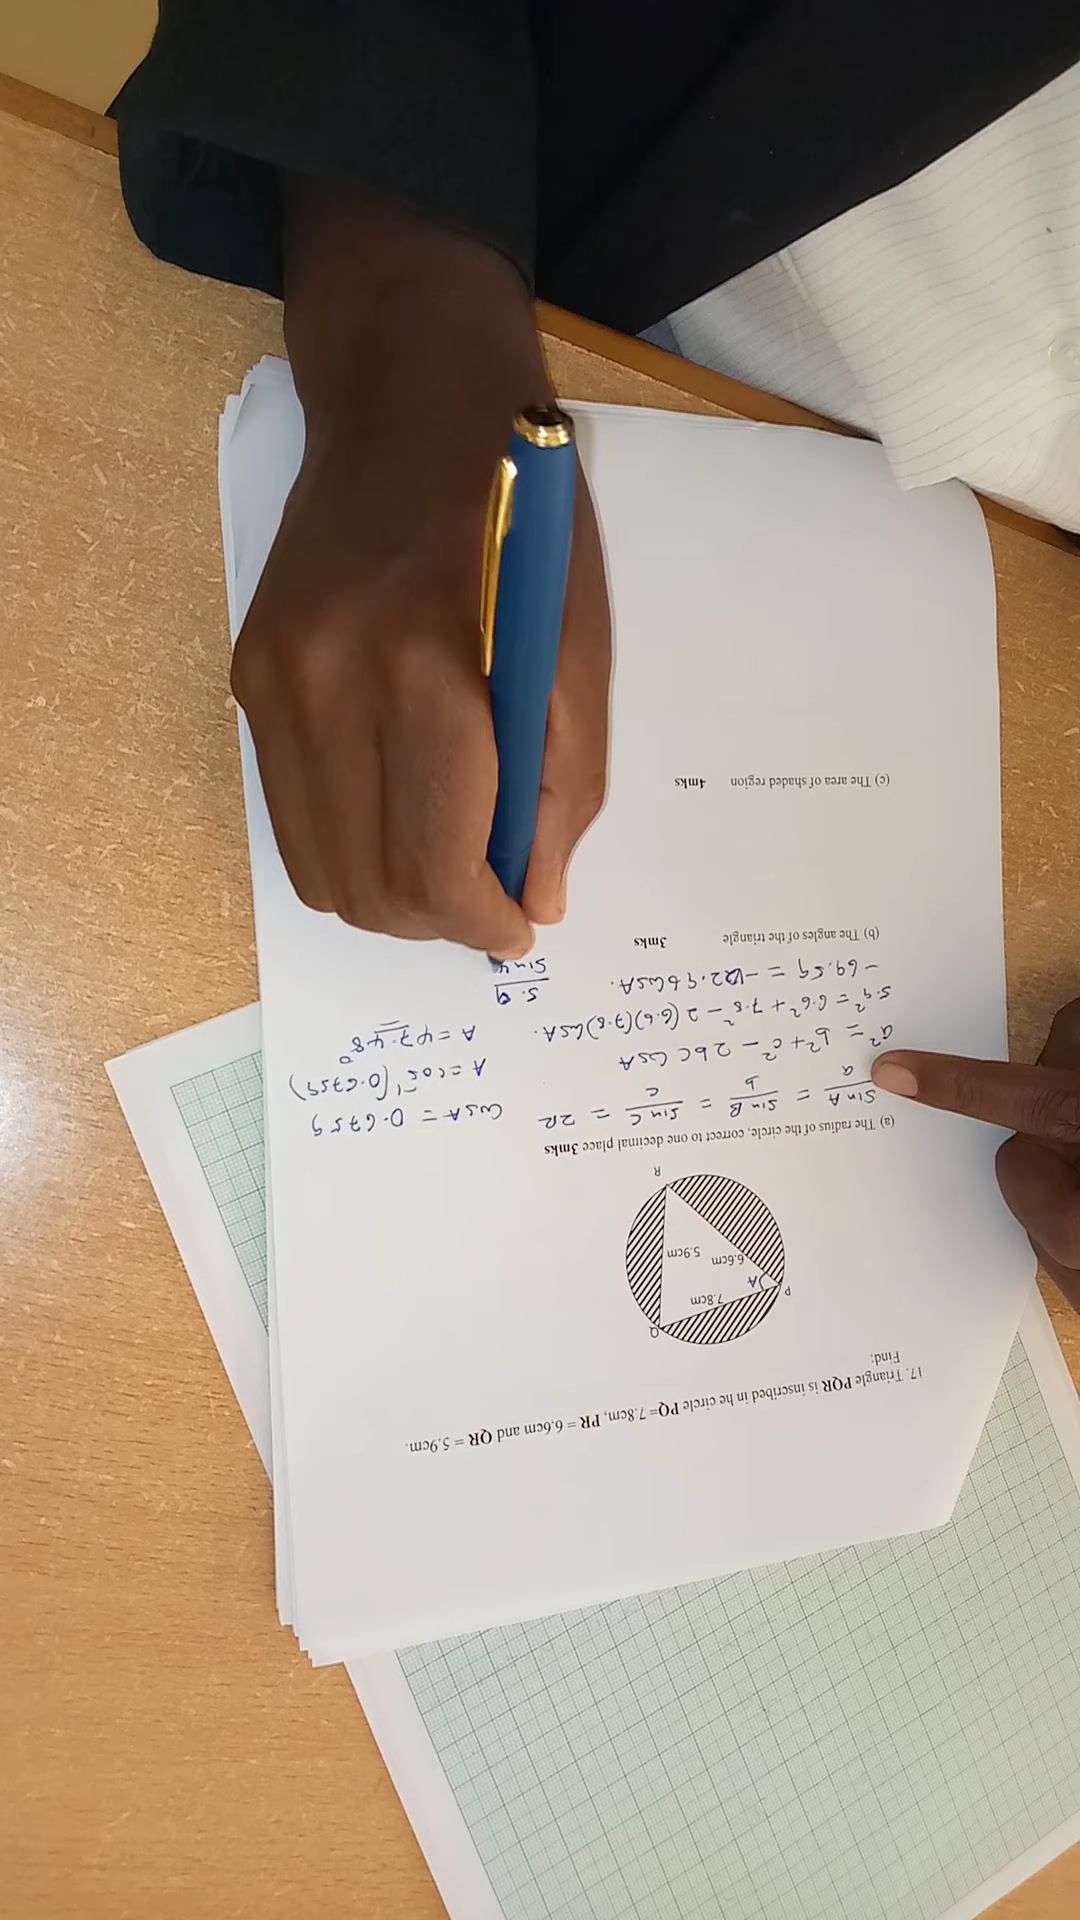 17. Triangle PQR is inscribed in he circle PQ= 7.8cm, PR = 6.6cm and QR = 5.9cm.
Find:
Q
7.8cm
P
A
6.6cm
5.9cm
R
(a) The radius of the circle, correct to one decimal place 3mks
sin A / a = sin B / b = sin C / c = 2R
a² = b² + c² - 2bc cos A
5.9² = 6.6² + 7.8² - 2(6.6)(7.8) cos A.
-69.59 = -102.96 cos A.
cos A = 0.6759
A = cos⁻¹ (0.6759)
A = 47.48°
5.9
sin 4
(b) The angles of the triangle 3mks
(c) The area of shaded region 4mks